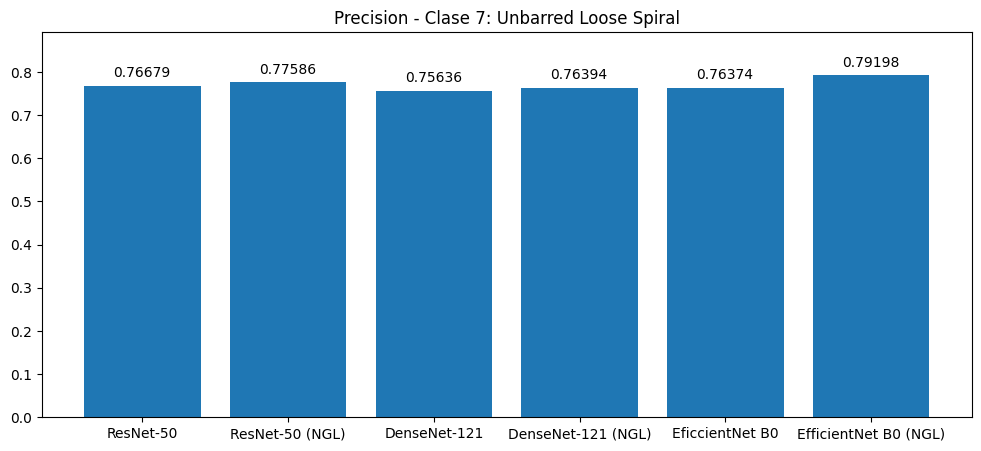 Precision - Clase 7: Unbarred Loose Spiral
0.8
0.7
0.6
0.5
0.4
0.3
0.2
0.1
0.0
0.76679
0.77586
0.75636
0.76394
0.76374
0.79198
ResNet-50
ResNet-50 (NGL)
DenseNet-121
DenseNet-121 (NGL)
EficcientNet B0
EfficientNet B0 (NGL)